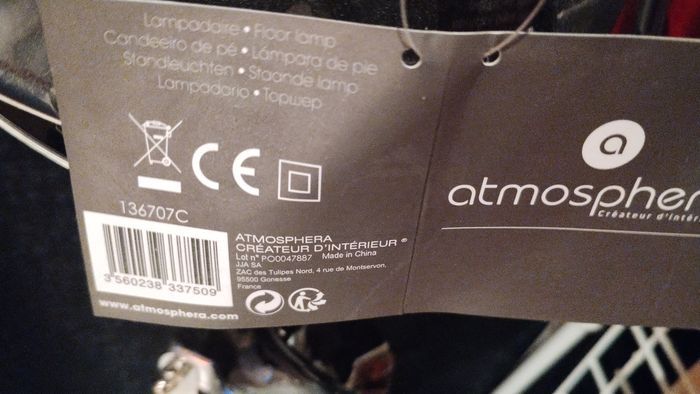 Lampadaire • Floor lamp
Candeeiro de pé • Lámpara de pie
Standleuchten • Staande lamp
Lampadario • Торшер
CE
136707C
3 560238 337509
www.atmosphera.com
ATMOSPHERA
CRÉATEUR D'INTÉRIEUR ®
Lot n° PO0047887 Made in China
JJA SA
ZAC des Tulipes Nord, 4 rue de Montservon,
95500 Gonesse
France
a
atmosphera
Créateur d'intér